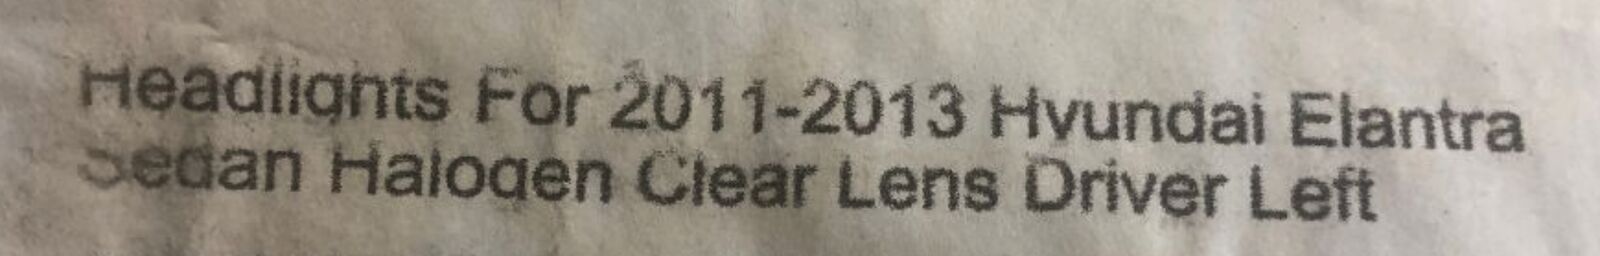 Headlights For 2011-2013 Hyundai Elantra
Sedan Halogen Clear Lens Driver Left